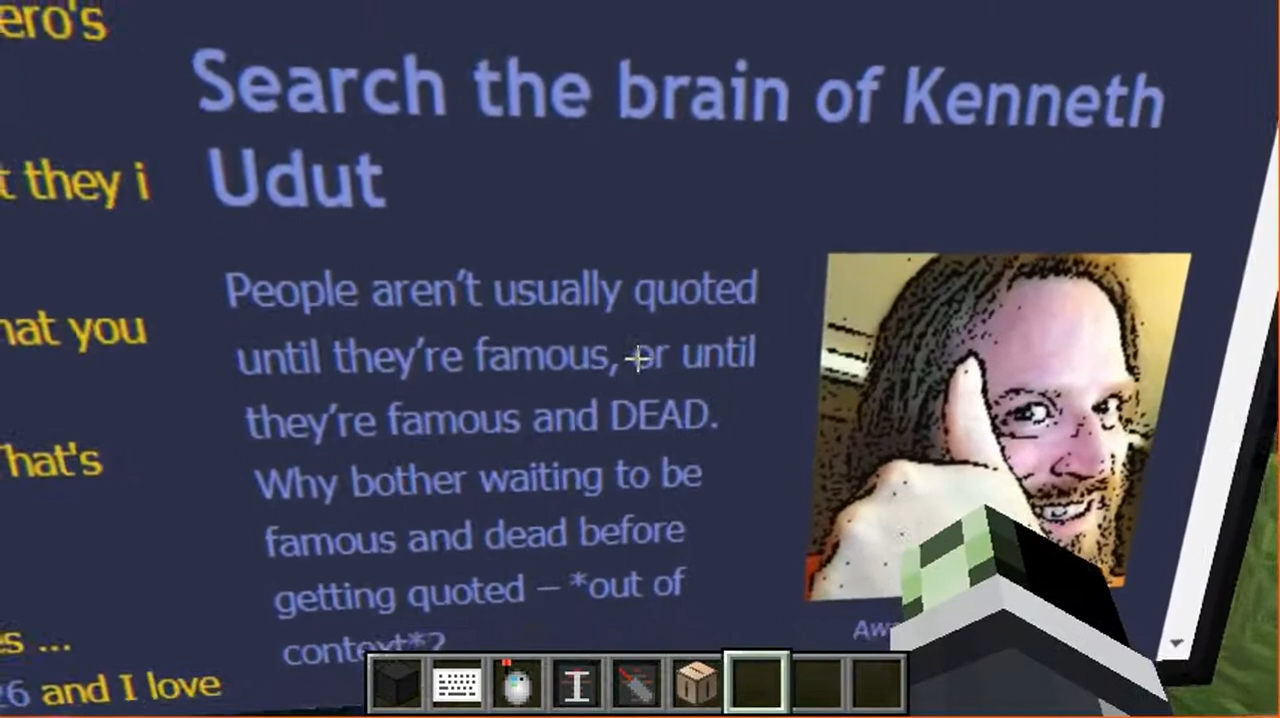 ero's
Search the brain of Kenneth
Udut
t they i
People aren't usually quoted
until they're famous, or until
hat you
they're famous and DEAD.
Why bother waiting to be
That's
famous and dead before
getting quoted – *out of
es ...
context*?
26 and I love